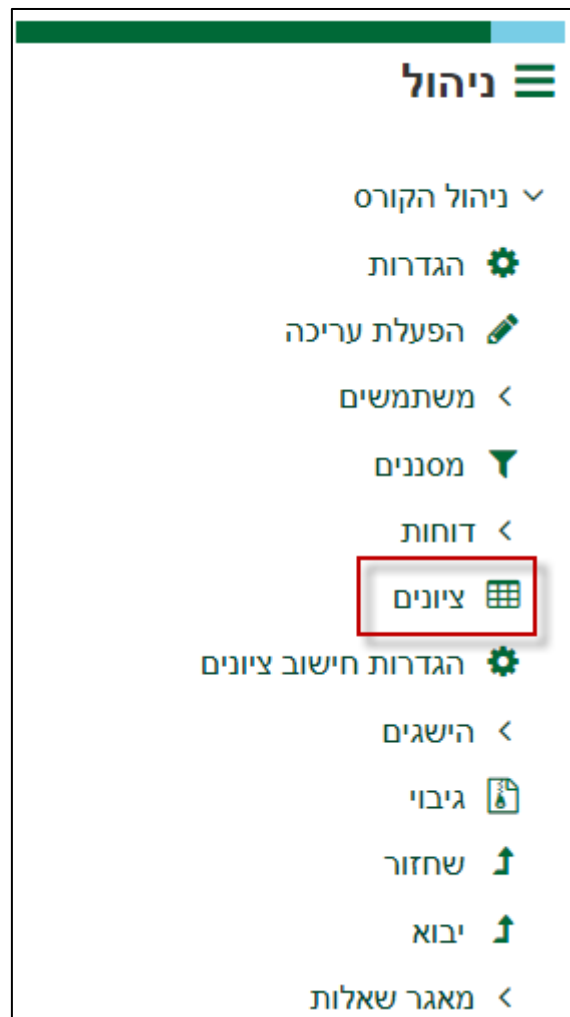 ניהול
ניהול הקורס
הגדרות
הפעלת עריכה
משתמשים
מסננים
דוחות
ציונים
הגדרות חישוב ציונים
הישגים
גיבוי
שחזור
יבוא
מאגר שאלות